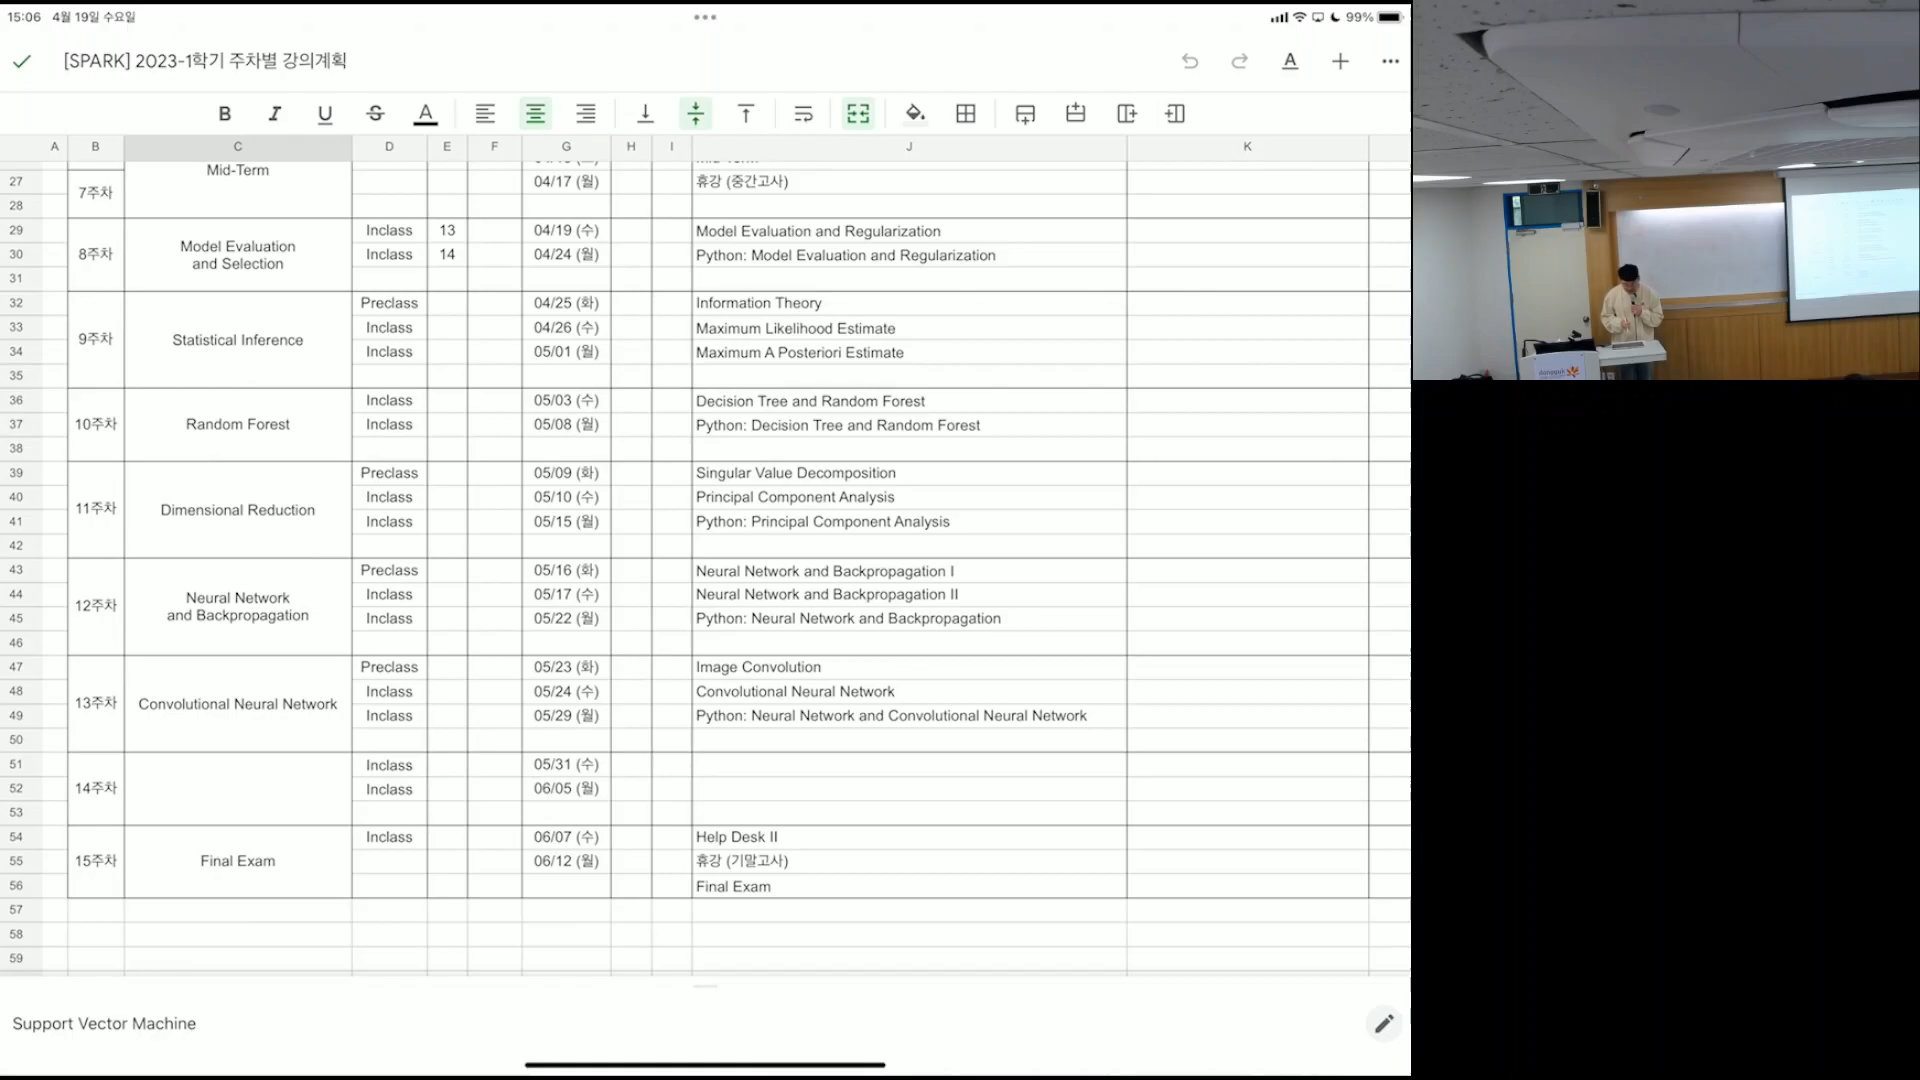 15:06 4월 19일 수요일
99%
[SPARK] 2023-1학기 주차별 강의계획
B I U S A
A B C D E F G H I J K
Mid-Term
27 7주차 04/17 (월) 휴강 (중간고사)
28
29 Inclass 13 04/19 (수) Model Evaluation and Regularization
30 8주차 Model Evaluation and Selection Inclass 14 04/24 (월) Python: Model Evaluation and Regularization
31
32 Preclass 04/25 (화) Information Theory
33 9주차 Statistical Inference Inclass 04/26 (수) Maximum Likelihood Estimate
34 Inclass 05/01 (월) Maximum A Posteriori Estimate
35
36 Inclass 05/03 (수) Decision Tree and Random Forest
37 10주차 Random Forest Inclass 05/08 (월) Python: Decision Tree and Random Forest
38
39 Preclass 05/09 (화) Singular Value Decomposition
40 11주차 Dimensional Reduction Inclass 05/10 (수) Principal Component Analysis
41 Inclass 05/15 (월) Python: Principal Component Analysis
42
43 Preclass 05/16 (화) Neural Network and Backpropagation I
44 12주차 Neural Network and Backpropagation Inclass 05/17 (수) Neural Network and Backpropagation II
45 Inclass 05/22 (월) Python: Neural Network and Backpropagation
46
47 Preclass 05/23 (화) Image Convolution
48 13주차 Convolutional Neural Network Inclass 05/24 (수) Convolutional Neural Network
49 Inclass 05/29 (월) Python: Neural Network and Convolutional Neural Network
50
51 Inclass 05/31 (수)
52 14주차 Inclass 06/05 (월)
53
54 Inclass 06/07 (수) Help Desk II
55 15주차 Final Exam 06/12 (월) 휴강 (기말고사)
56 Final Exam
57
58
59
Support Vector Machine
dongguk